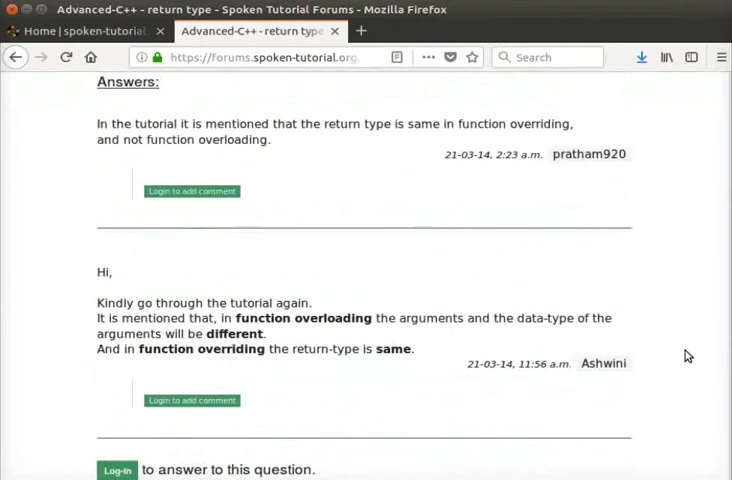 Advanced-C++ - return type - Spoken Tutorial Forums - Mozilla Firefox
Home | spoken-tutorial. Advanced-C++ - return type
https://forums.spoken-tutorial.org Search
Answers:
In the tutorial it is mentioned that the return type is same in function overriding,
and not function overloading.
21-03-14, 2:23 a.m. pratham920
Login to add comment
Hi,
Kindly go through the tutorial again.
It is mentioned that, in function overloading the arguments and the data-type of the
arguments will be different.
And in function overriding the return-type is same.
21-03-14, 11:56 a.m. Ashwini
Login to add comment
Log-In to answer to this question.